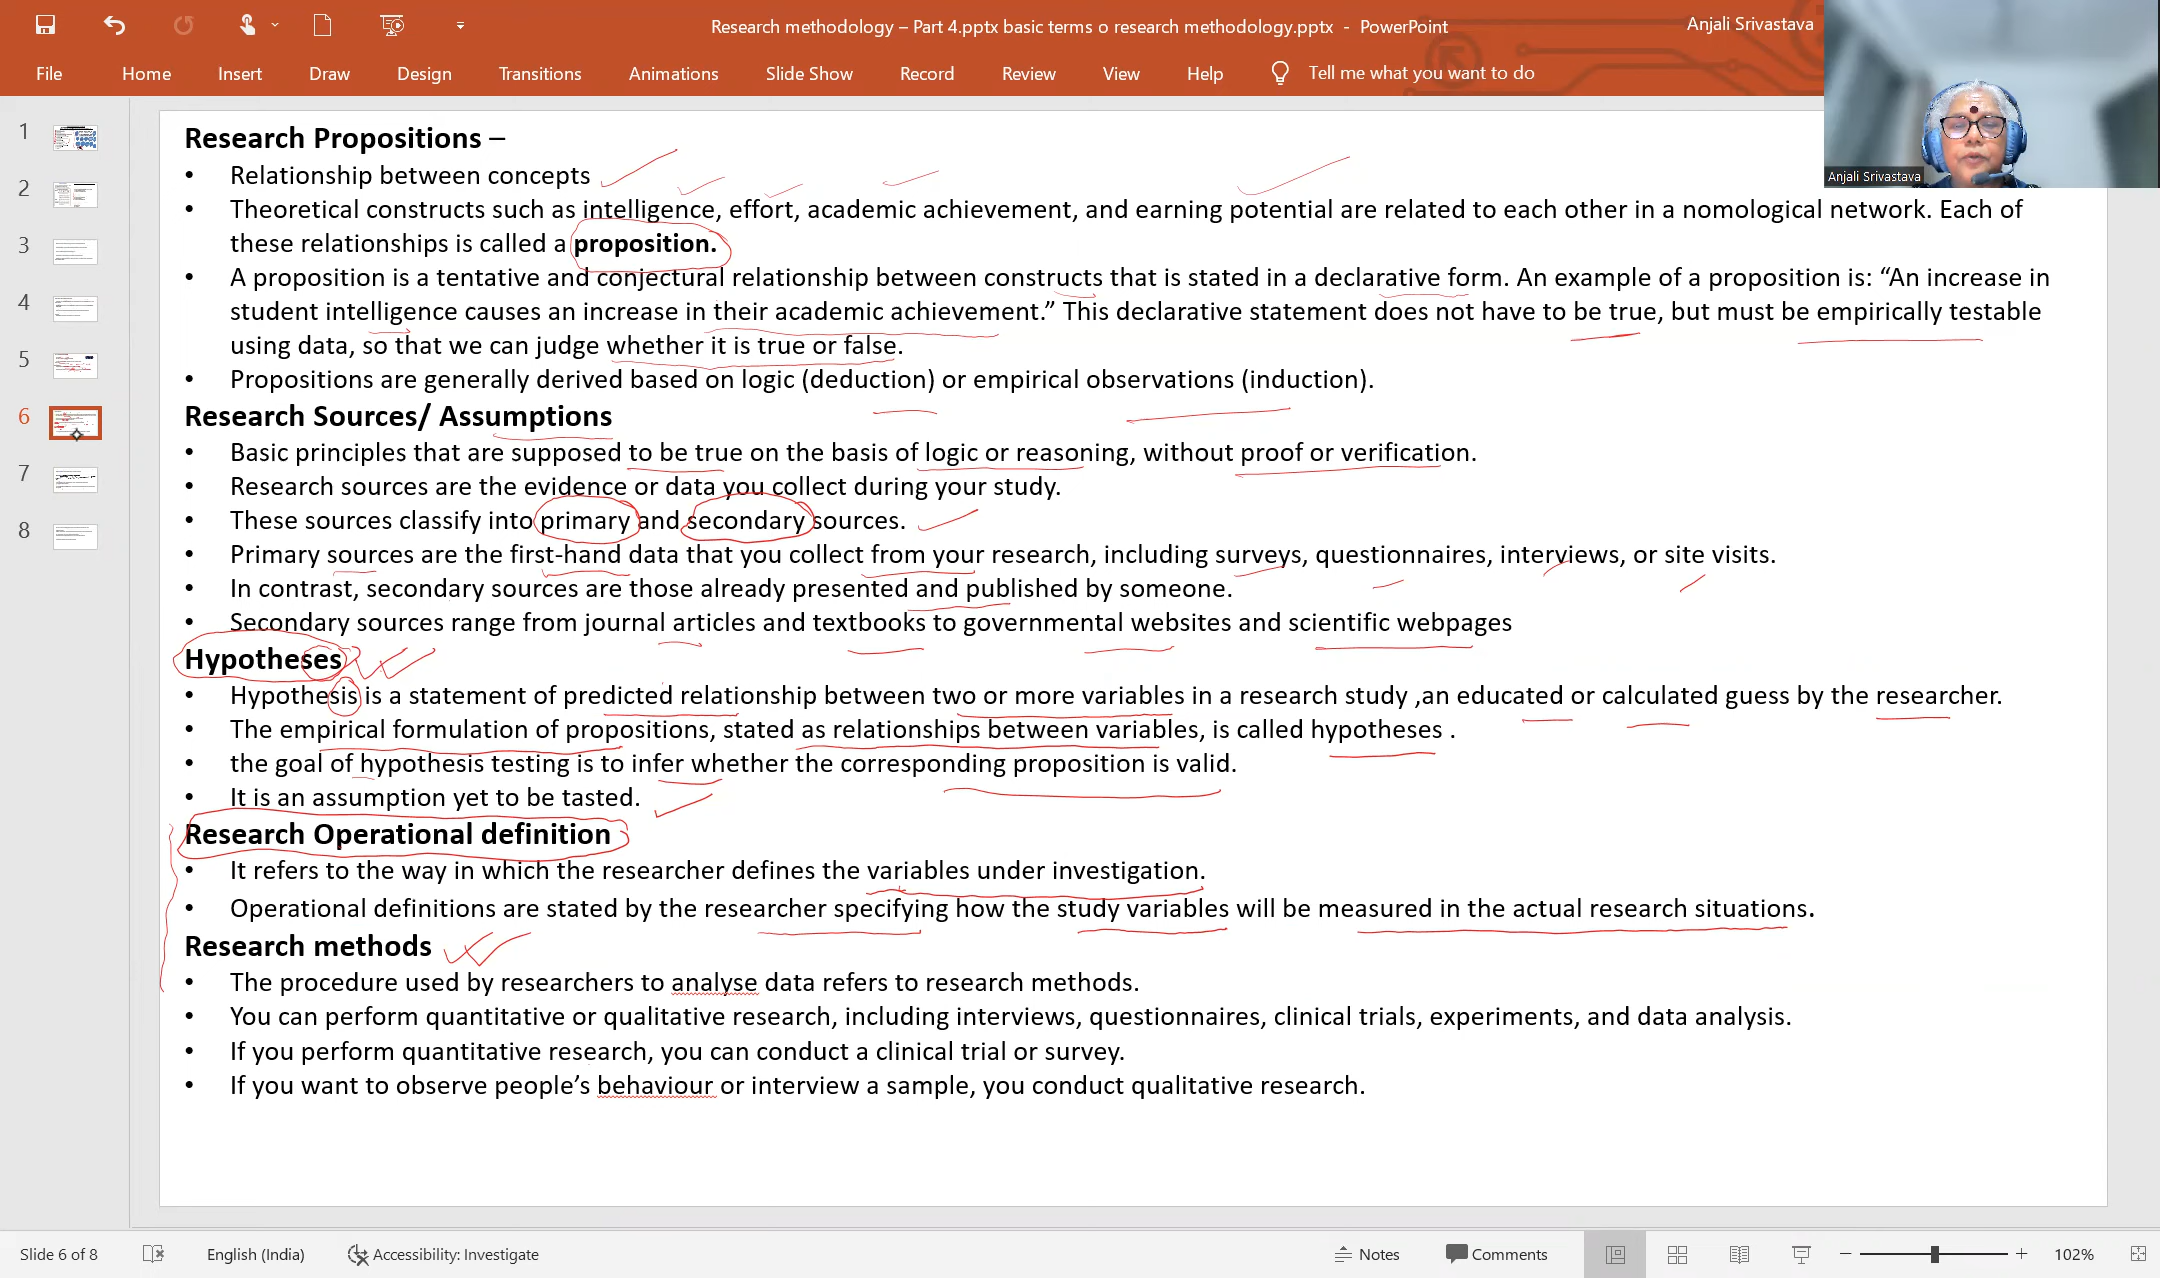 Research methodology – Part 4.pptx basic terms o research methodology.pptx - PowerPoint
Anjali Srivastava
File Home Insert Draw Design Transitions Animations Slide Show Record Review View Help Tell me what you want to do
Anjali Srivastava
1
2
3
4
5
6
7
8
Research Propositions –
• Relationship between concepts
• Theoretical constructs such as intelligence, effort, academic achievement, and earning potential are related to each other in a nomological network. Each of
these relationships is called a proposition.
• A proposition is a tentative and conjectural relationship between constructs that is stated in a declarative form. An example of a proposition is: “An increase in
student intelligence causes an increase in their academic achievement.” This declarative statement does not have to be true, but must be empirically testable
using data, so that we can judge whether it is true or false.
• Propositions are generally derived based on logic (deduction) or empirical observations (induction).
Research Sources/ Assumptions
• Basic principles that are supposed to be true on the basis of logic or reasoning, without proof or verification.
• Research sources are the evidence or data you collect during your study.
• These sources classify into primary and secondary sources.
• Primary sources are the first-hand data that you collect from your research, including surveys, questionnaires, interviews, or site visits.
• In contrast, secondary sources are those already presented and published by someone.
• Secondary sources range from journal articles and textbooks to governmental websites and scientific webpages
Hypotheses
• Hypothesis is a statement of predicted relationship between two or more variables in a research study ,an educated or calculated guess by the researcher.
• The empirical formulation of propositions, stated as relationships between variables, is called hypotheses .
• the goal of hypothesis testing is to infer whether the corresponding proposition is valid.
• It is an assumption yet to be tasted.
Research Operational definition
• It refers to the way in which the researcher defines the variables under investigation.
• Operational definitions are stated by the researcher specifying how the study variables will be measured in the actual research situations.
Research methods
• The procedure used by researchers to analyse data refers to research methods.
• You can perform quantitative or qualitative research, including interviews, questionnaires, clinical trials, experiments, and data analysis.
• If you perform quantitative research, you can conduct a clinical trial or survey.
• If you want to observe people’s behaviour or interview a sample, you conduct qualitative research.
Slide 6 of 8 English (India) Accessibility: Investigate Notes Comments 102%